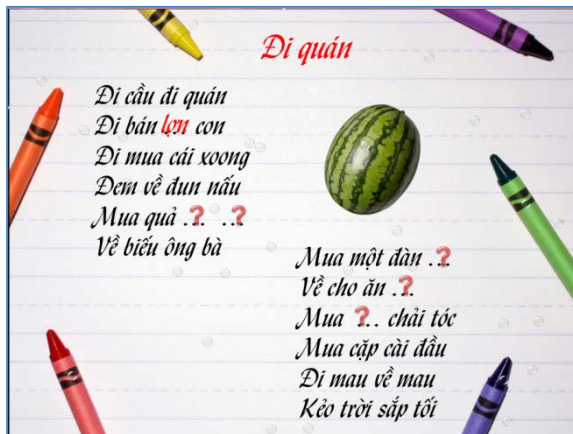 Đi quán
Đi cầu đi quán
Đi bán lợn con
Đi mua cái xoong
Đem về đun nấu
Mua quả ..? ..?
Về biếu ông bà
Mua một đàn ..?
Về cho ăn ..?
Mua ?.. chải tóc
Mua cặp cài đầu
Đi mau về mau
Kẻo trời sắp tối